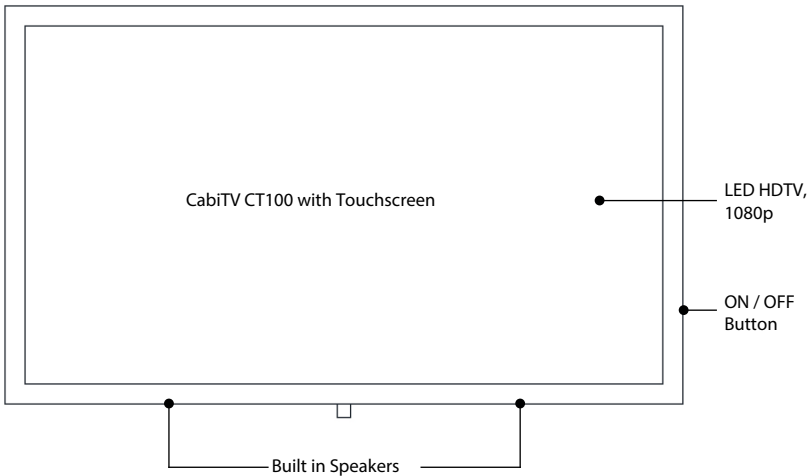 CabiTV CT100 with Touchscreen
LED HDTV,
1080p
ON / OFF
Button
Built in Speakers